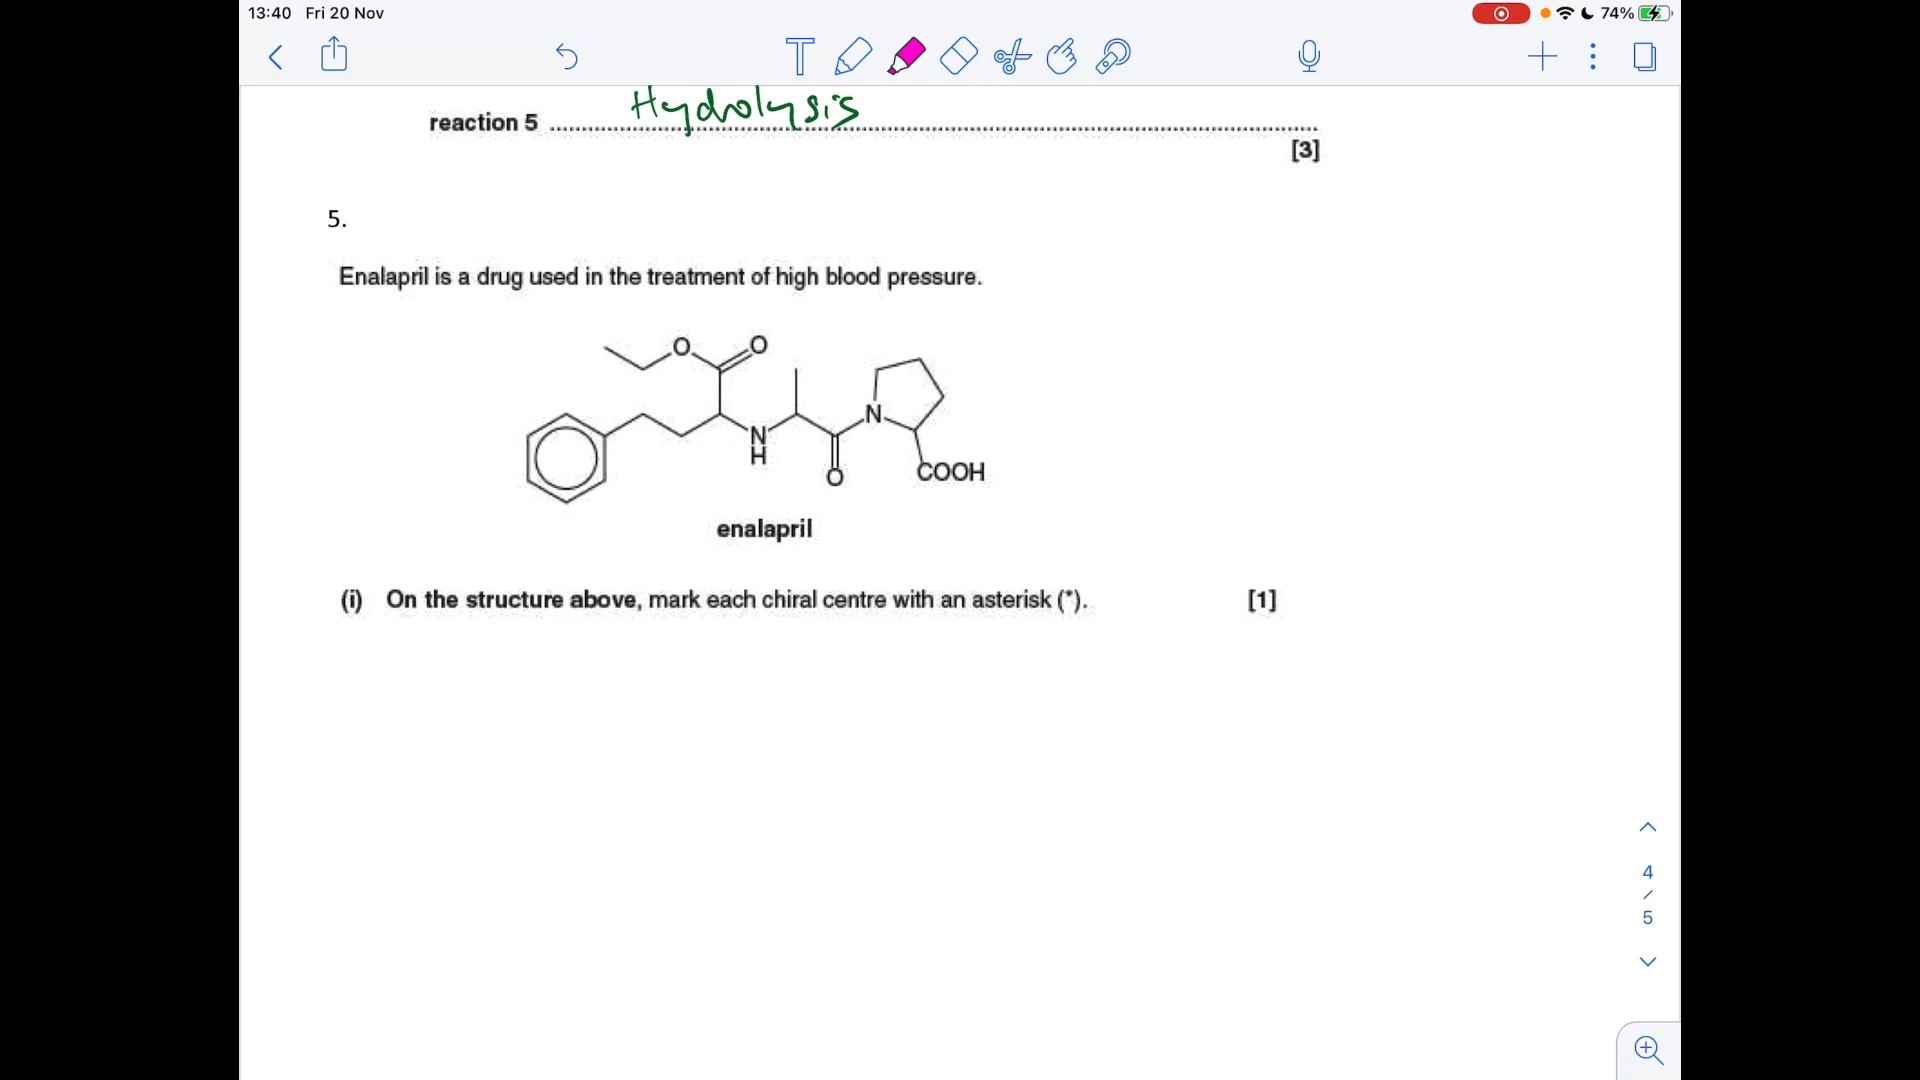 13:40 Fri 20 Nov
74%
T
Hydrolysis
reaction 5 ........................................................................
[3]
5.
Enalapril is a drug used in the treatment of high blood pressure.
O
O
N
N
H
O
COOH
enalapril
(i) On the structure above, mark each chiral centre with an asterisk (*). [1]
4
/
5